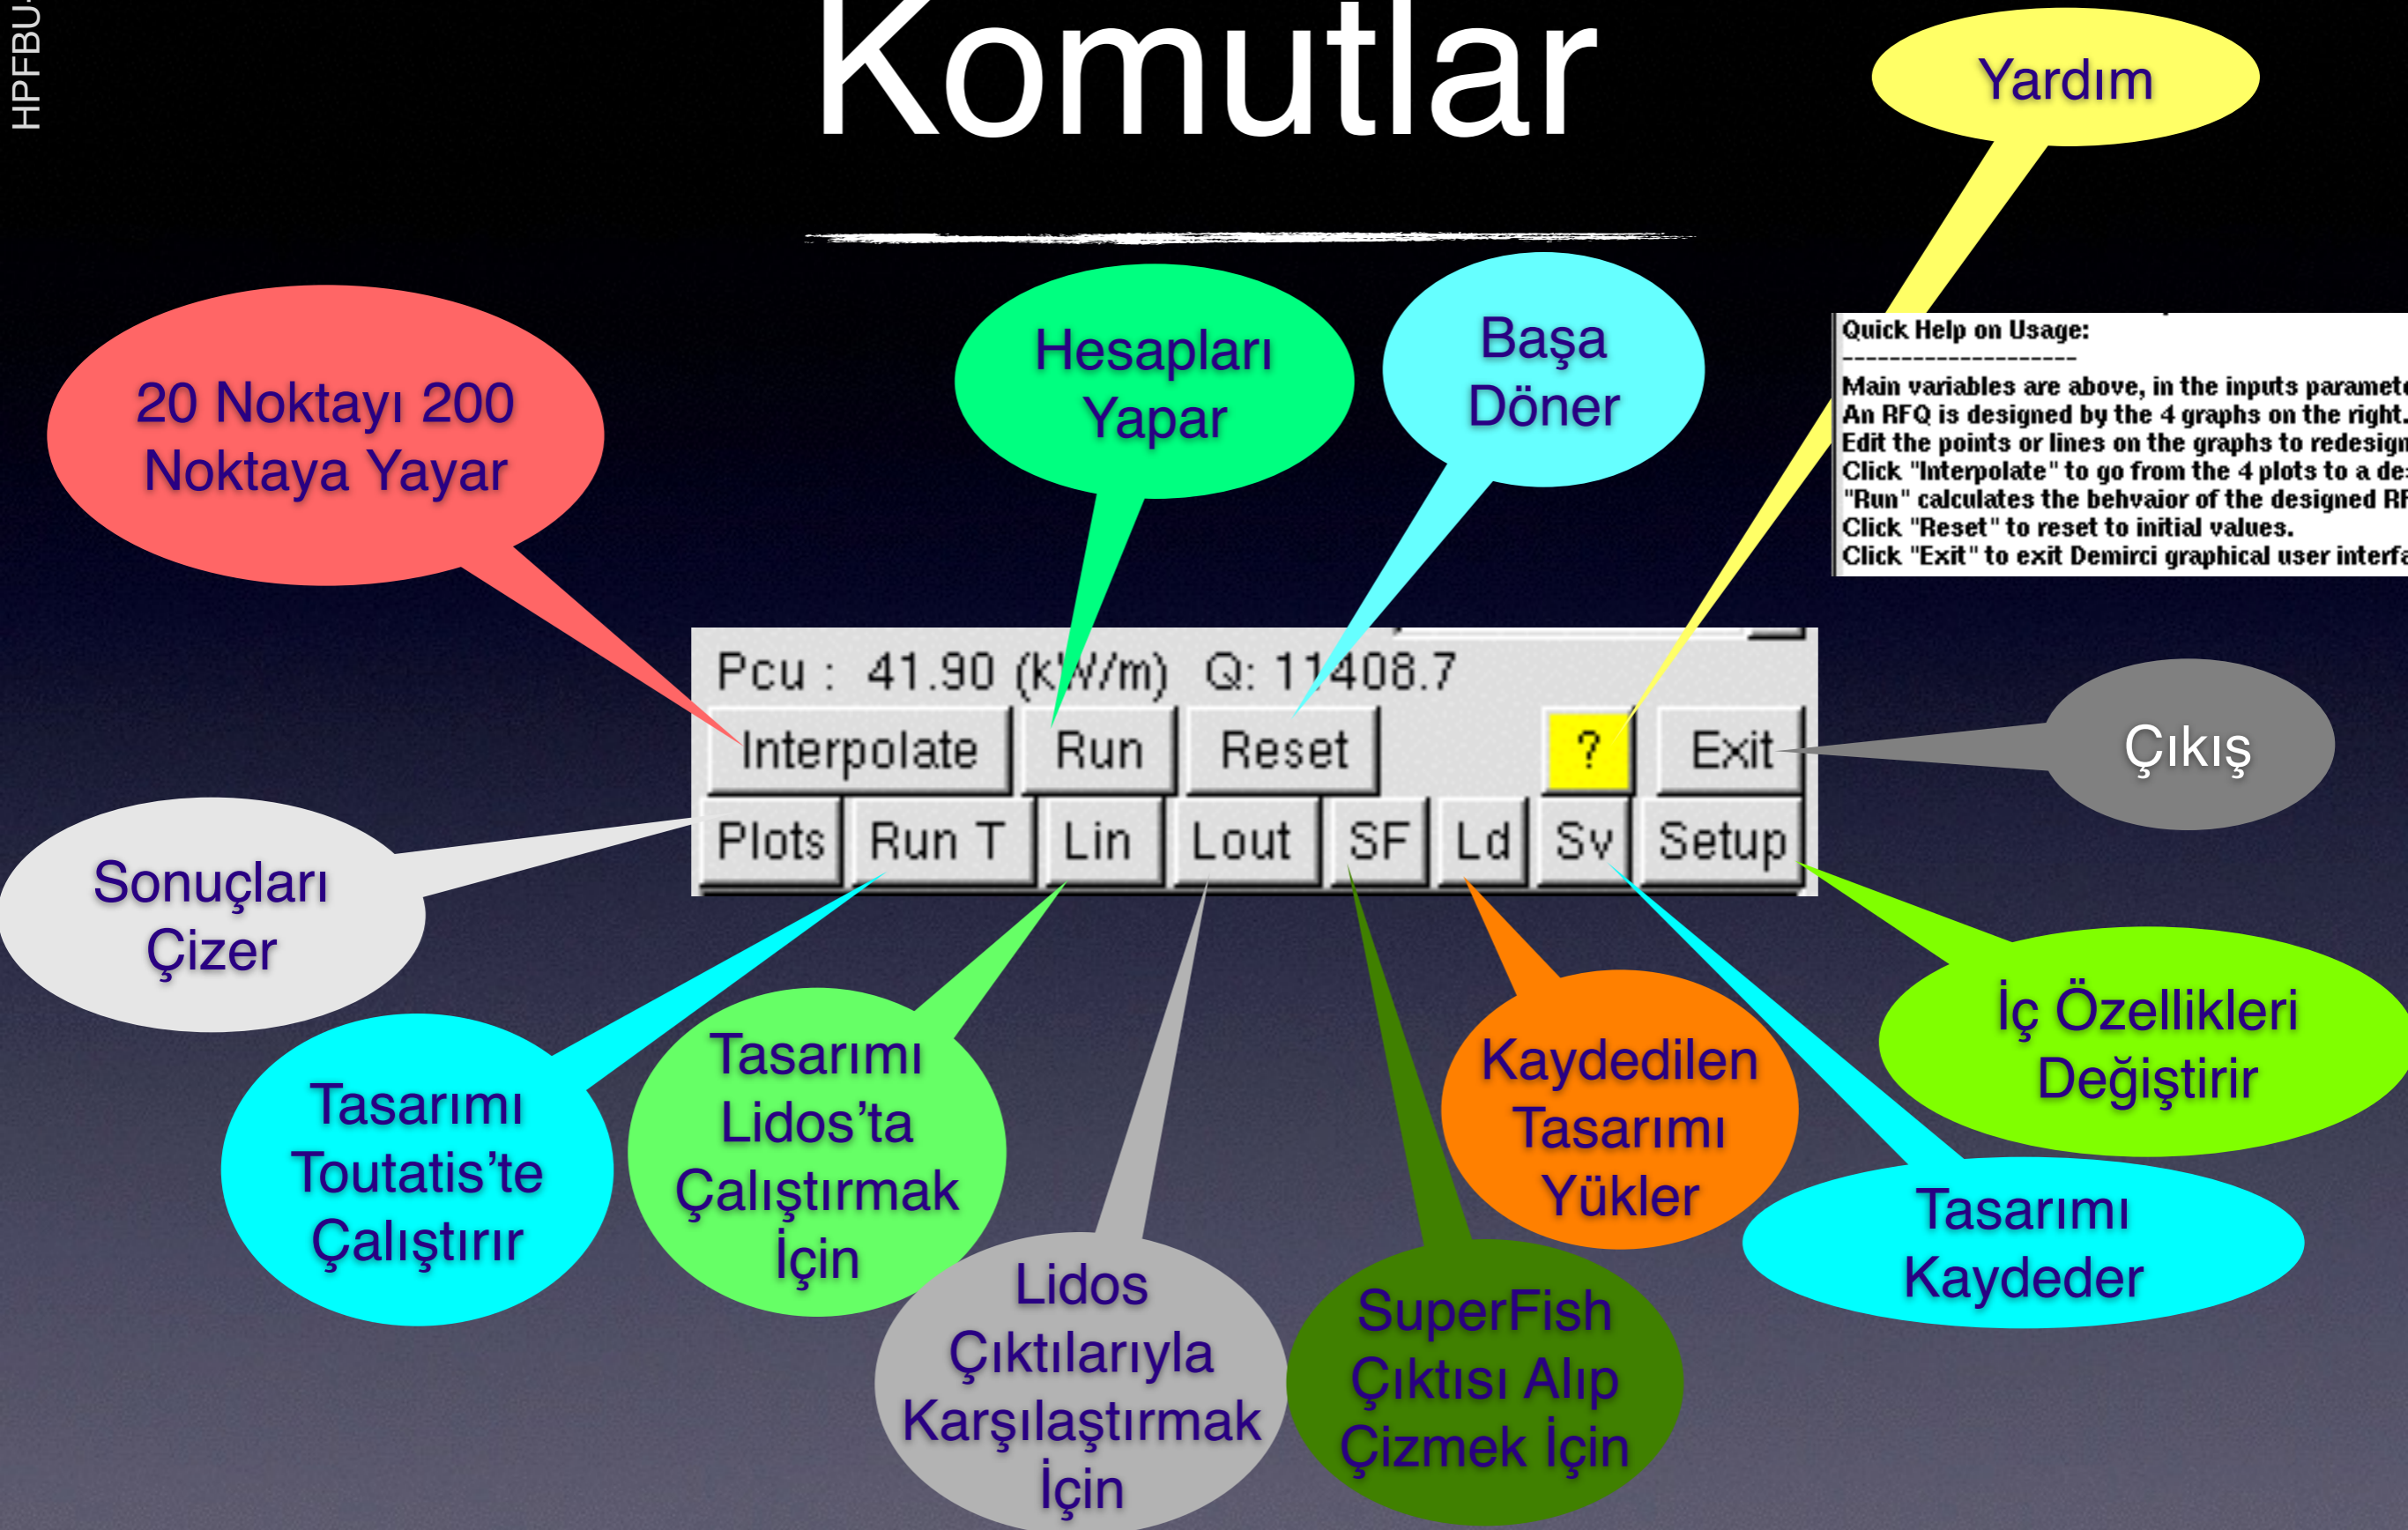 HPFBU-
Komutlar
Yardım
20 Noktayı 200
Noktaya Yayar
Hesapları
Yapar
Başa
Döner
Quick Help on Usage:
--------------------
Main variables are above, in the inputs
An RFQ is designed by the 4 graphs on the right.
Edit the points or lines on the graphs to redesign
Click "Interpolate" to go from the 4 plots to a
"Run" calculates the behvaior of the designed
Click "Reset" to reset to initial values.
Click "Exit" to exit Demirci graphical user
Pcu : 41.90 (kW/m) Q: 11408.7
Interpolate Run Reset ? Exit
Plots Run T Lin Lout SF Ld Sv Setup
Çıkış
Sonuçları
Çizer
Tasarımı
Toutatis’te
Çalıştırır
Tasarımı
Lidos’ta
Çalıştırmak
İçin
Lidos
Çıktılarıyla
Karşılaştırmak
İçin
SuperFish
Çıktısı Alıp
Çizmek İçin
Kaydedilen
Tasarımı
Yükler
Tasarımı
Kaydeder
İç Özellikleri
Değiştirir